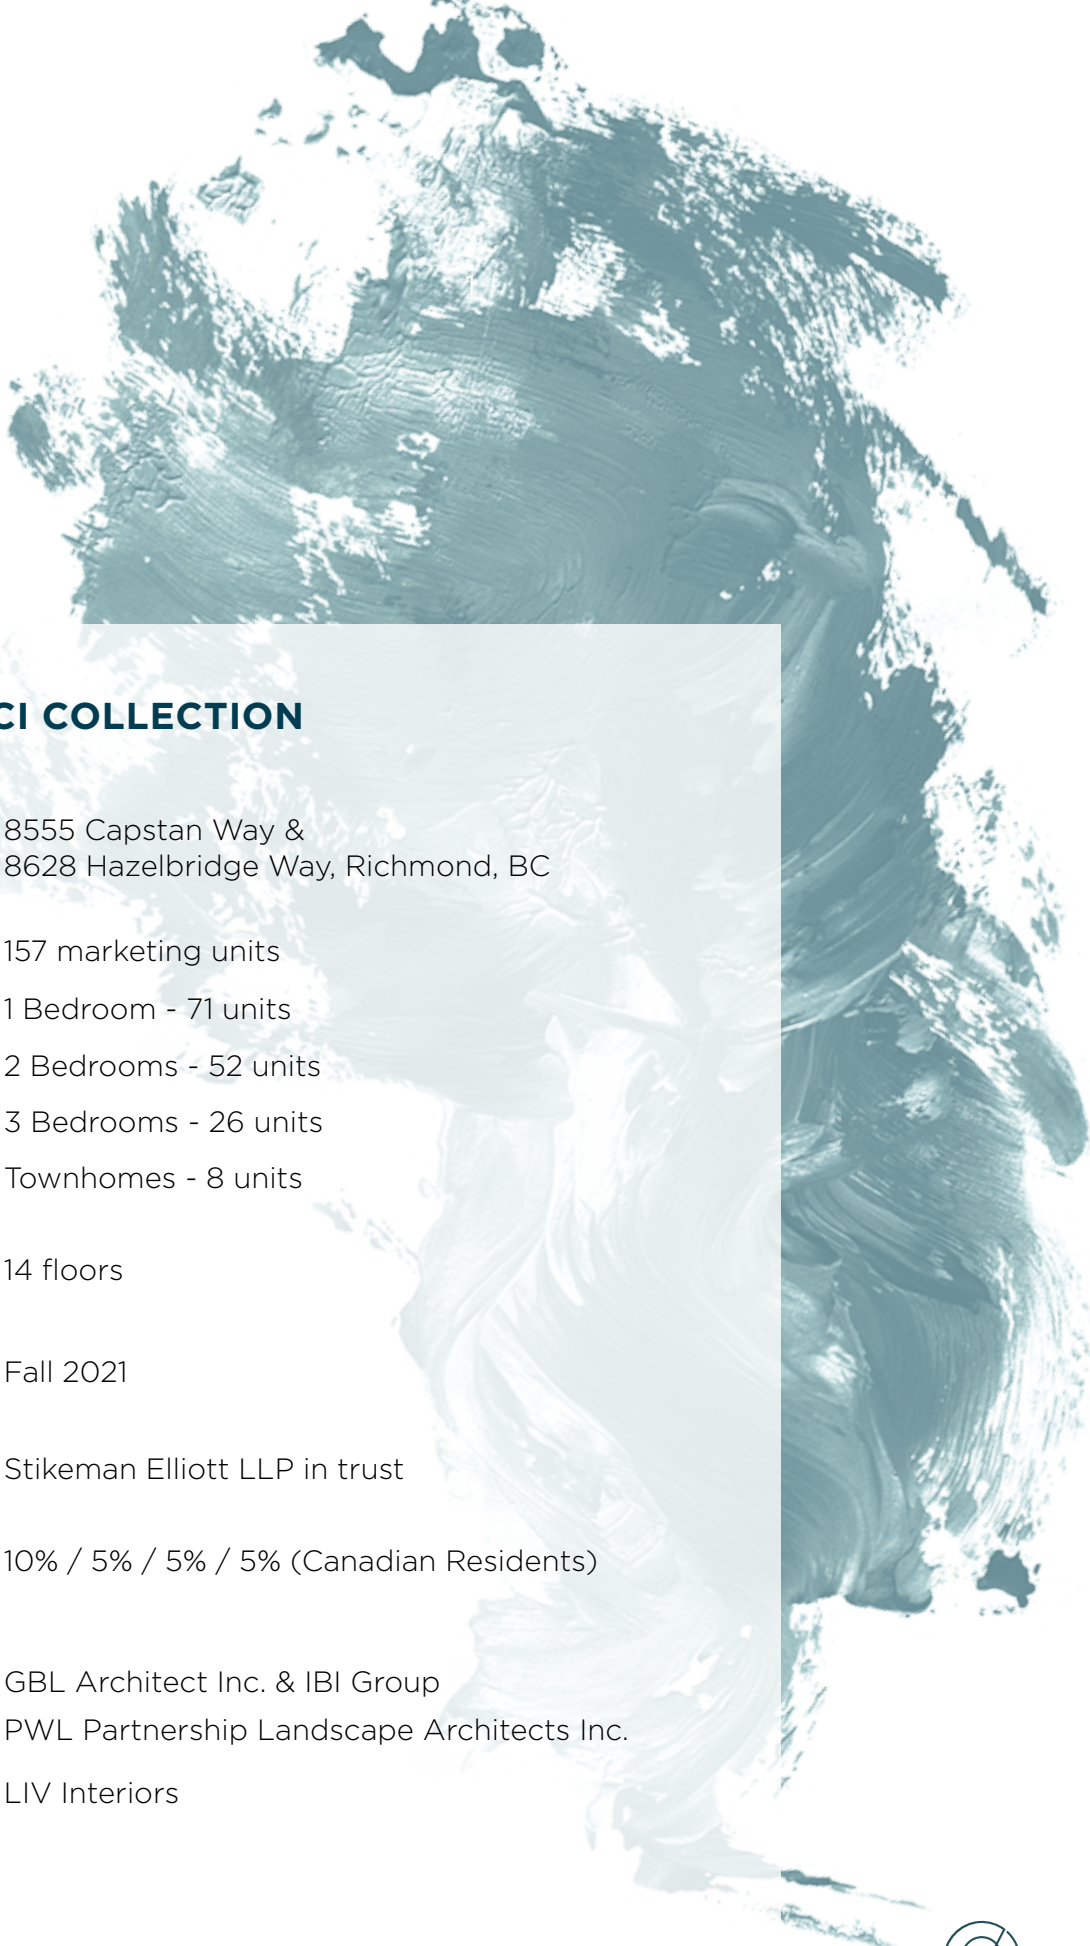 CI COLLECTION
8555 Capstan Way &
8628 Hazelbridge Way, Richmond, BC
157 marketing units
1 Bedroom - 71 units
2 Bedrooms - 52 units
3 Bedrooms - 26 units
Townhomes - 8 units
14 floors
Fall 2021
Stikeman Elliott LLP in trust
10% / 5% / 5% / 5% (Canadian Residents)
GBL Architect Inc. & IBI Group
PWL Partnership Landscape Architects Inc.
LIV Interiors